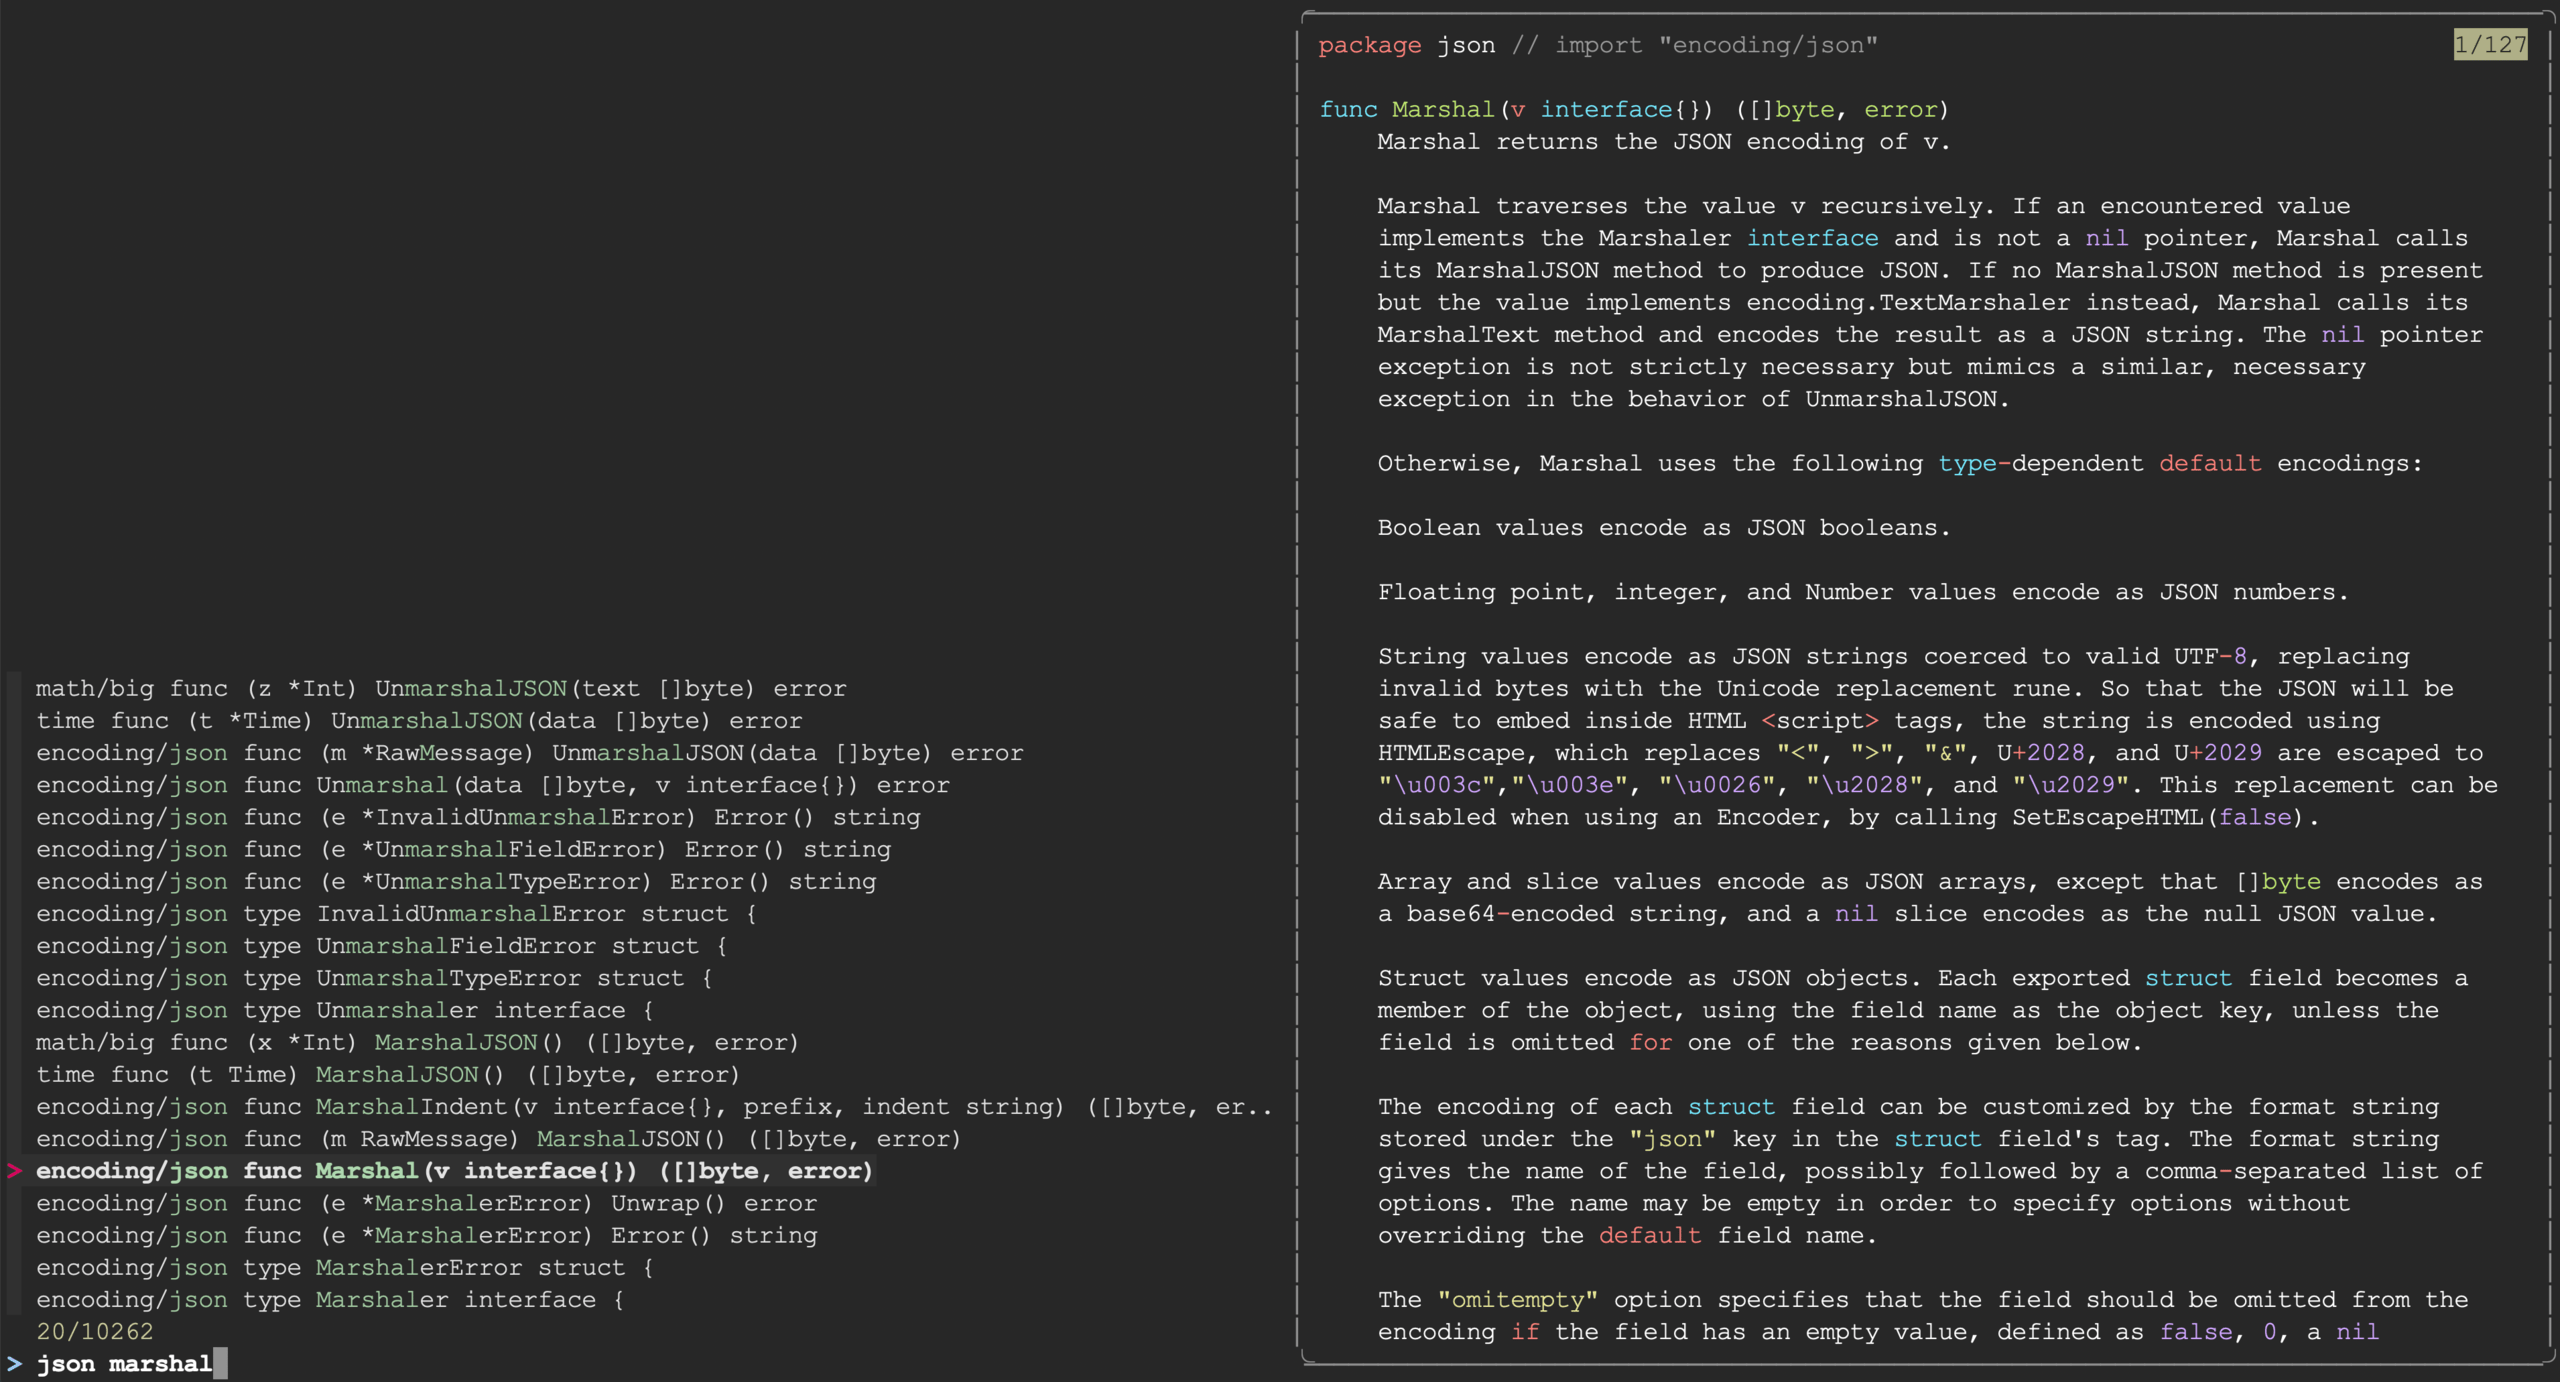 math/big func (z *Int) UnmarshalJSON(text []byte) error
time func (t *Time) UnmarshalJSON(data []byte) error
encoding/json func (m *RawMessage) UnmarshalJSON(data []byte) error
encoding/json func Unmarshal(data []byte, v interface{}) error
encoding/json func (e *InvalidUnmarshalError) Error() string
encoding/json func (e *UnmarshalFieldError) Error() string
encoding/json func (e *UnmarshalTypeError) Error() string
encoding/json type InvalidUnmarshalError struct {
encoding/json type UnmarshalFieldError struct {
encoding/json type UnmarshalTypeError struct {
encoding/json type Unmarshaler interface {
math/big func (x *Int) MarshalJSON() ([]byte, error)
time func (t Time) MarshalJSON() ([]byte, error)
encoding/json func MarshalIndent(v interface{}, prefix, indent string) ([]byte, er..
encoding/json func (m RawMessage) MarshalJSON() ([]byte, error)
> encoding/json func Marshal(v interface{}) ([]byte, error)
encoding/json func (e *MarshalerError) Unwrap() error
encoding/json func (e *MarshalerError) Error() string
encoding/json type MarshalerError struct {
encoding/json type Marshaler interface {
20/10262
> json marshal
package json // import "encoding/json"
1/127
func Marshal(v interface{}) ([]byte, error)
Marshal returns the JSON encoding of v.
Marshal traverses the value v recursively. If an encountered value
implements the Marshaler interface and is not a nil pointer, Marshal calls
its MarshalJSON method to produce JSON. If no MarshalJSON method is present
but the value implements encoding.TextMarshaler instead, Marshal calls its
MarshalText method and encodes the result as a JSON string. The nil pointer
exception is not strictly necessary but mimics a similar, necessary
exception in the behavior of UnmarshalJSON.
Otherwise, Marshal uses the following type-dependent default encodings:
Boolean values encode as JSON booleans.
Floating point, integer, and Number values encode as JSON numbers.
String values encode as JSON strings coerced to valid UTF-8, replacing
invalid bytes with the Unicode replacement rune. So that the JSON will be
safe to embed inside HTML <script> tags, the string is encoded using
HTMLEscape, which replaces "<", ">", "&", U+2028, and U+2029 are escaped to
"\u003c","\u003e", "\u0026", "\u2028", and "\u2029". This replacement can be
disabled when using an Encoder, by calling SetEscapeHTML(false).
Array and slice values encode as JSON arrays, except that []byte encodes as
a base64-encoded string, and a nil slice encodes as the null JSON value.
Struct values encode as JSON objects. Each exported struct field becomes a
member of the object, using the field name as the object key, unless the
field is omitted for one of the reasons given below.
The encoding of each struct field can be customized by the format string
stored under the "json" key in the struct field's tag. The format string
gives the name of the field, possibly followed by a comma-separated list of
options. The name may be empty in order to specify options without
overriding the default field name.
The "omitempty" option specifies that the field should be omitted from the
encoding if the field has an empty value, defined as false, 0, a nil